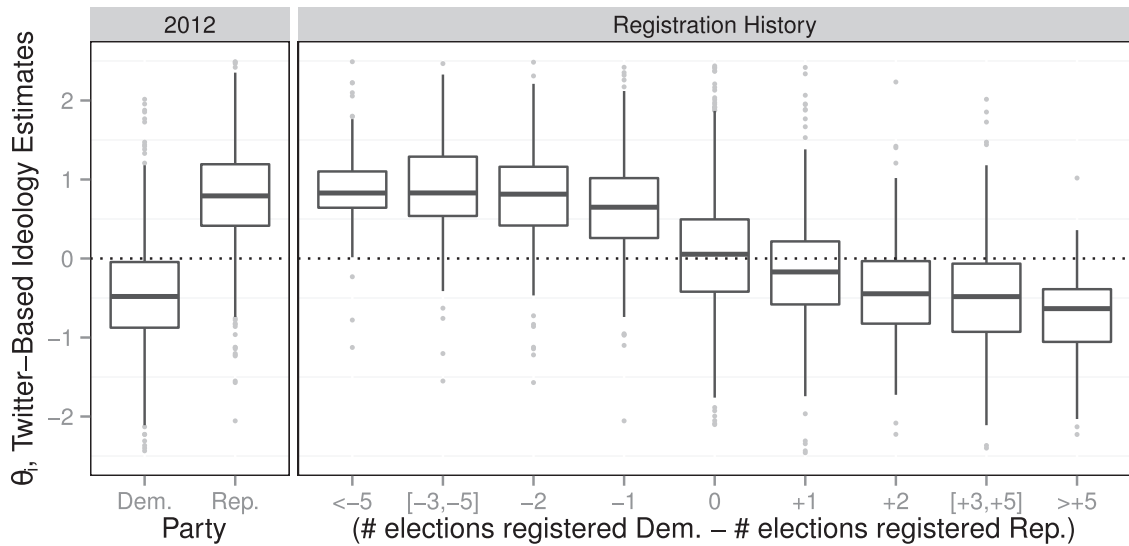 2012
Registration History
θi, Twitter−Based Ideology Estimates
2
1
0
−1
−2
Dem. Rep.
<−5 [−3,−5] −2 −1 0 +1 +2 [+3,+5] >+5
Party
(# elections registered Dem. − # elections registered Rep.)